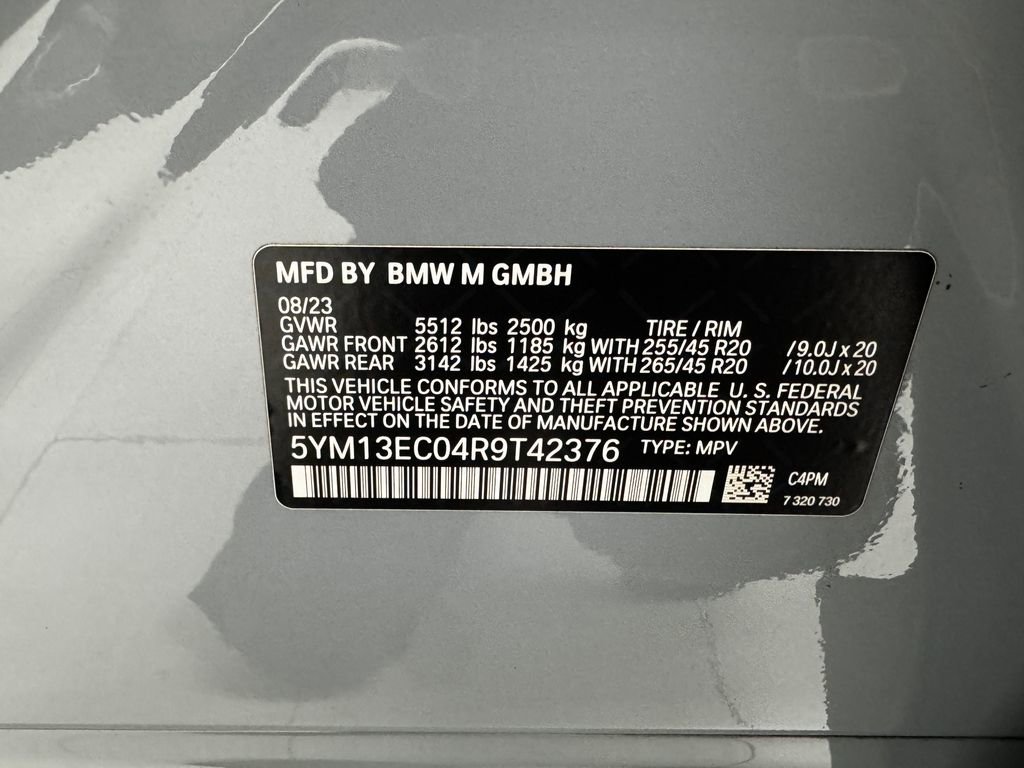 MFD BY BMW M GMBH
08/23
GVWR 5512 lbs 2500 kg TIRE / RIM
GAWR FRONT 2612 lbs 1185 kg WITH 255/45 R20 /9.0J x 20
GAWR REAR 3142 lbs 1425 kg WITH 265/45 R20 /10.0J x 20
THIS VEHICLE CONFORMS TO ALL APPLICABLE U. S. FEDERAL
MOTOR VEHICLE SAFETY AND THEFT PREVENTION STANDARDS
IN EFFECT ON THE DATE OF MANUFACTURE SHOWN ABOVE.
5YM13EC04R9T42376 TYPE: MPV
C4PM
7 320 730